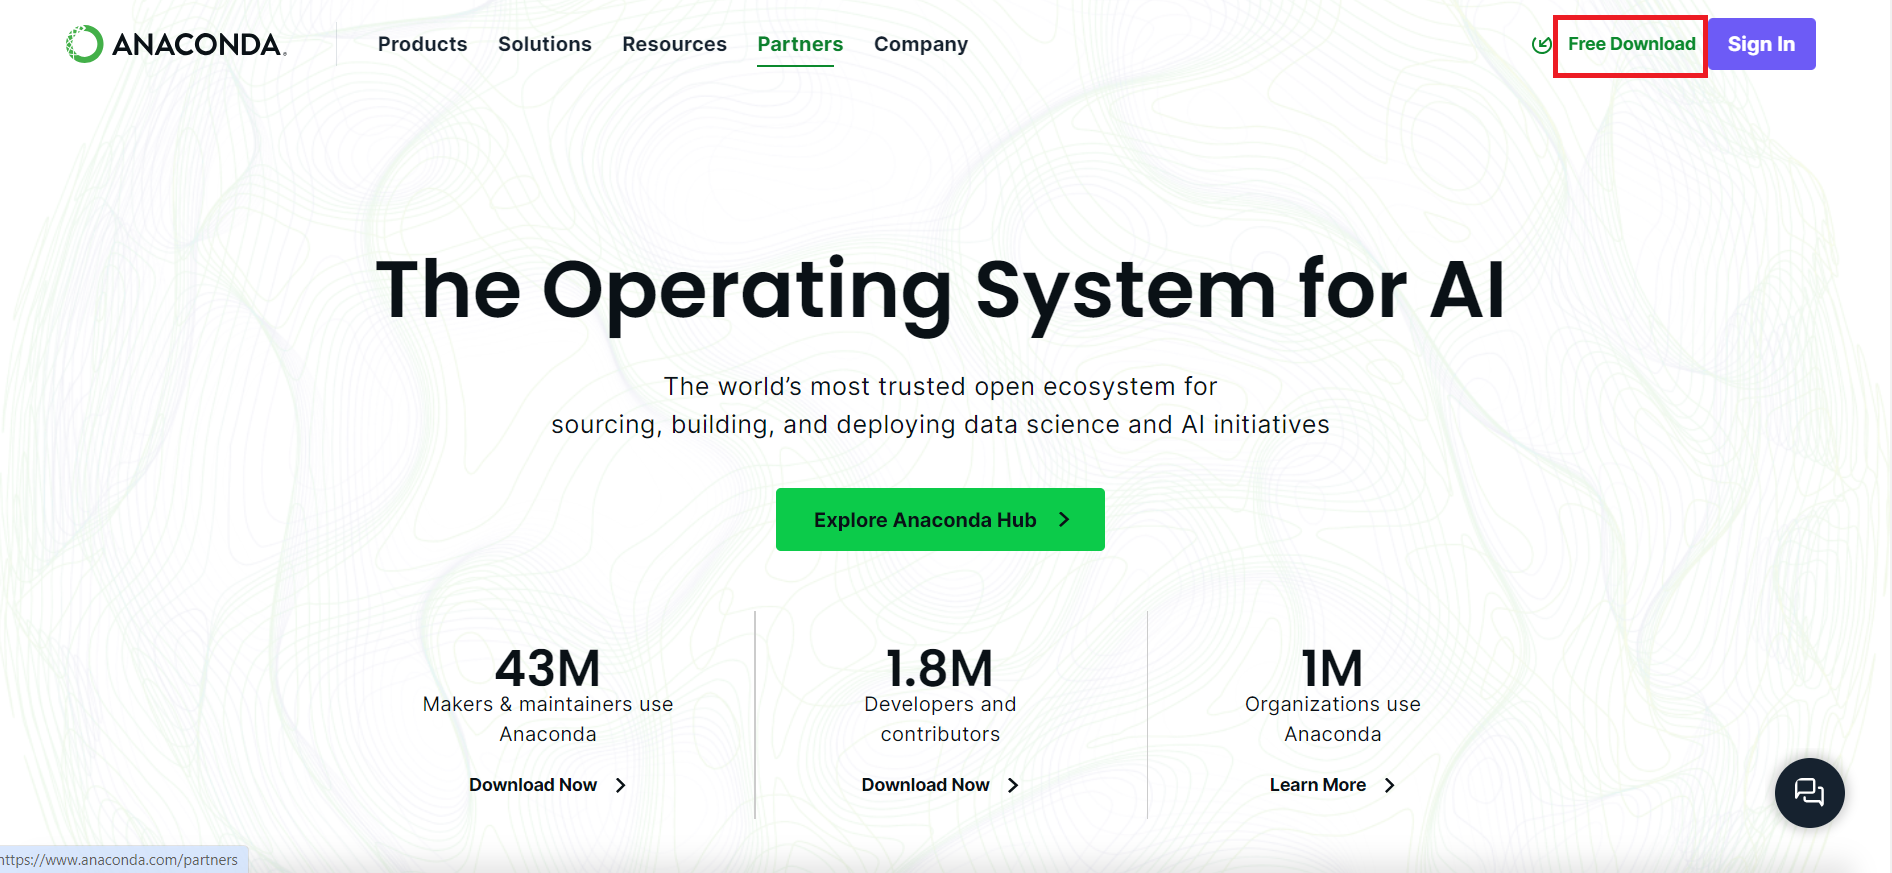 ANACONDA.
Products Solutions Resources Partners Company
Free Download
Sign In
The Operating System for AI
The world’s most trusted open ecosystem for
sourcing, building, and deploying data science and AI initiatives
Explore Anaconda Hub
43M
Makers & maintainers use
Anaconda
Download Now
1.8M
Developers and
contributors
Download Now
1M
Organizations use
Anaconda
Learn More
https://www.anaconda.com/partners